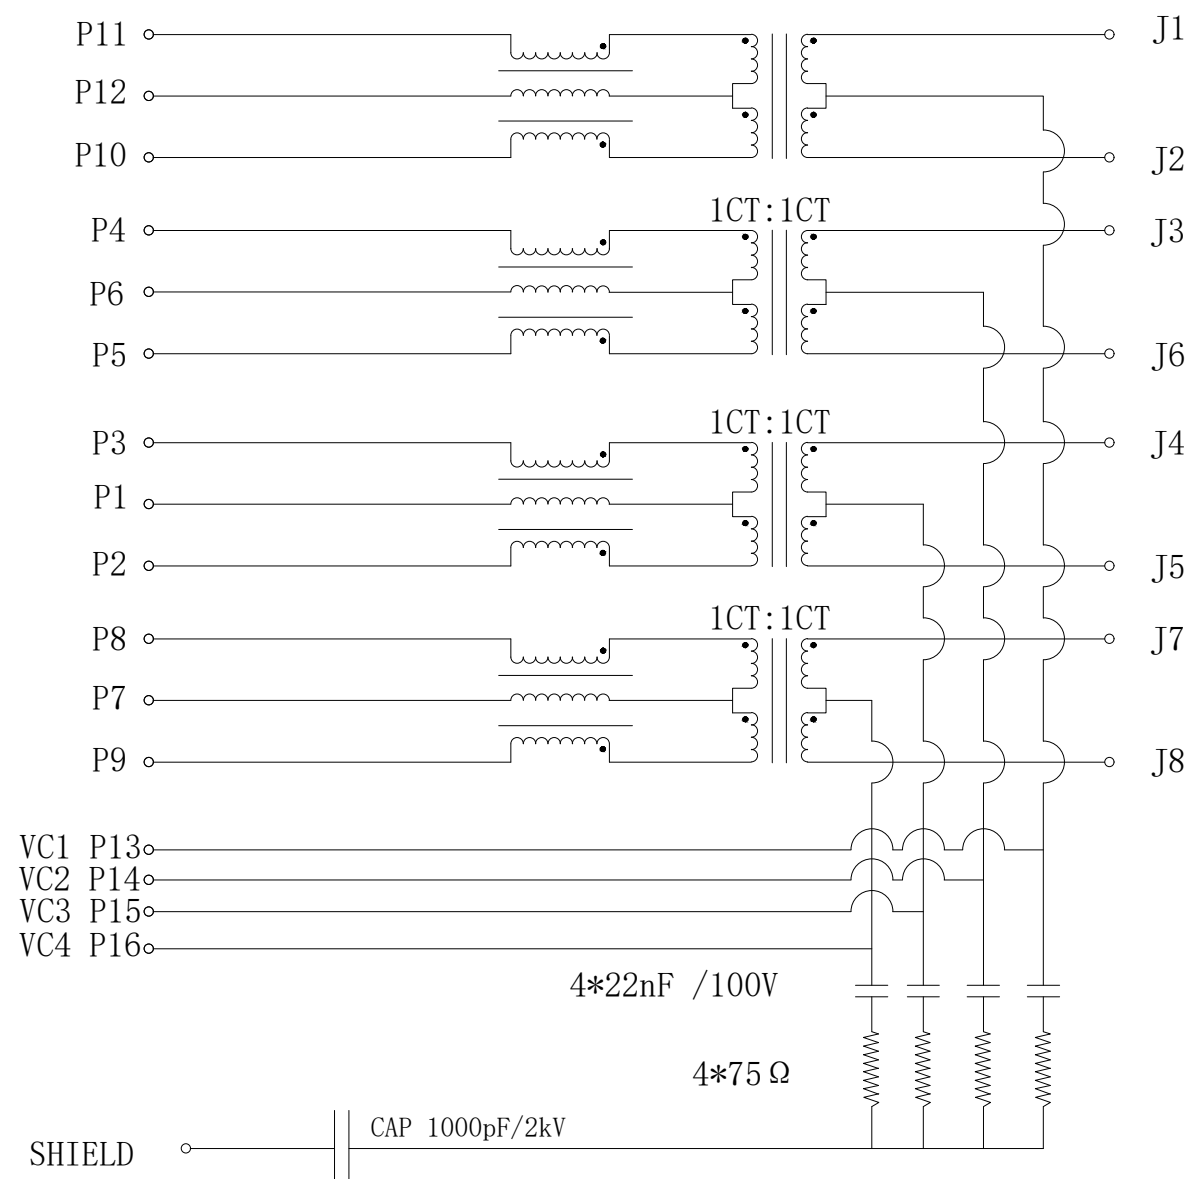 P11 J1
P12
P10 J2
1CT:1CT
P4 J3
P6
P5 J6
1CT:1CT
P3 J4
P1
P2 J5
1CT:1CT
P8 J7
P7
P9 J8
VC1 P13
VC2 P14
VC3 P15
VC4 P16
4*22nF /100V
4*75Ω
CAP 1000pF/2kV
SHIELD